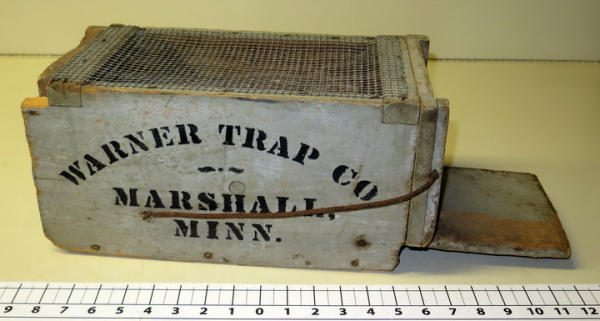 WARNER TRAP CO
MARSHALL,
MINN.
9 8 7 6 5 4 3 2 1 0 1 2 3 4 5 6 7 8 9 10 11 12